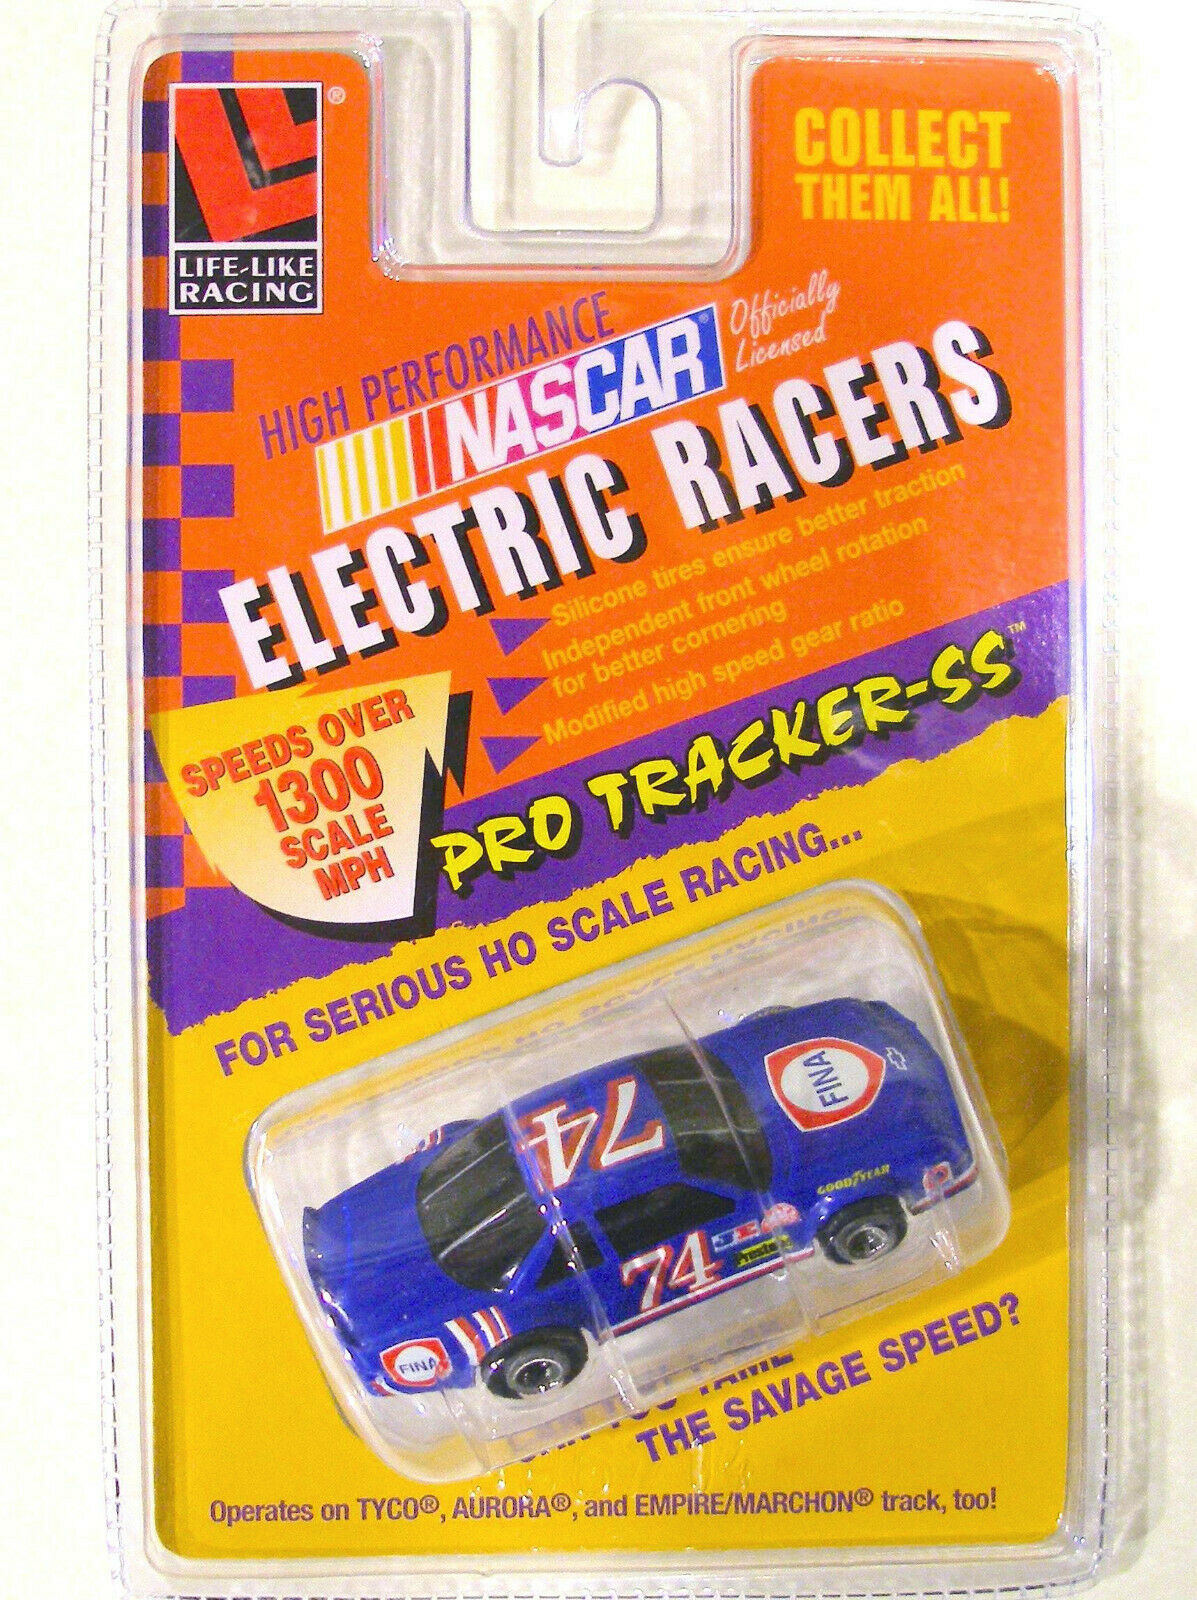 ®
LIFE-LIKE
RACING
COLLECT
THEM ALL!
HIGH PERFORMANCE
NASCAR®
Officially
Licensed
ELECTRIC RACERS
Silicone tires ensure better traction
Independent front wheel rotation
for better cornering
Modified high speed gear ratio
SPEEDS OVER
1300
SCALE
MPH
PRO TRACKER-SS™
FOR SERIOUS HO SCALE RACING...
FINA
74
GOODYEAR
74
FINA
YOU TAME
THE SAVAGE SPEED?
Operates on TYCO®, AURORA®, and EMPIRE/MARCHON® track, too!